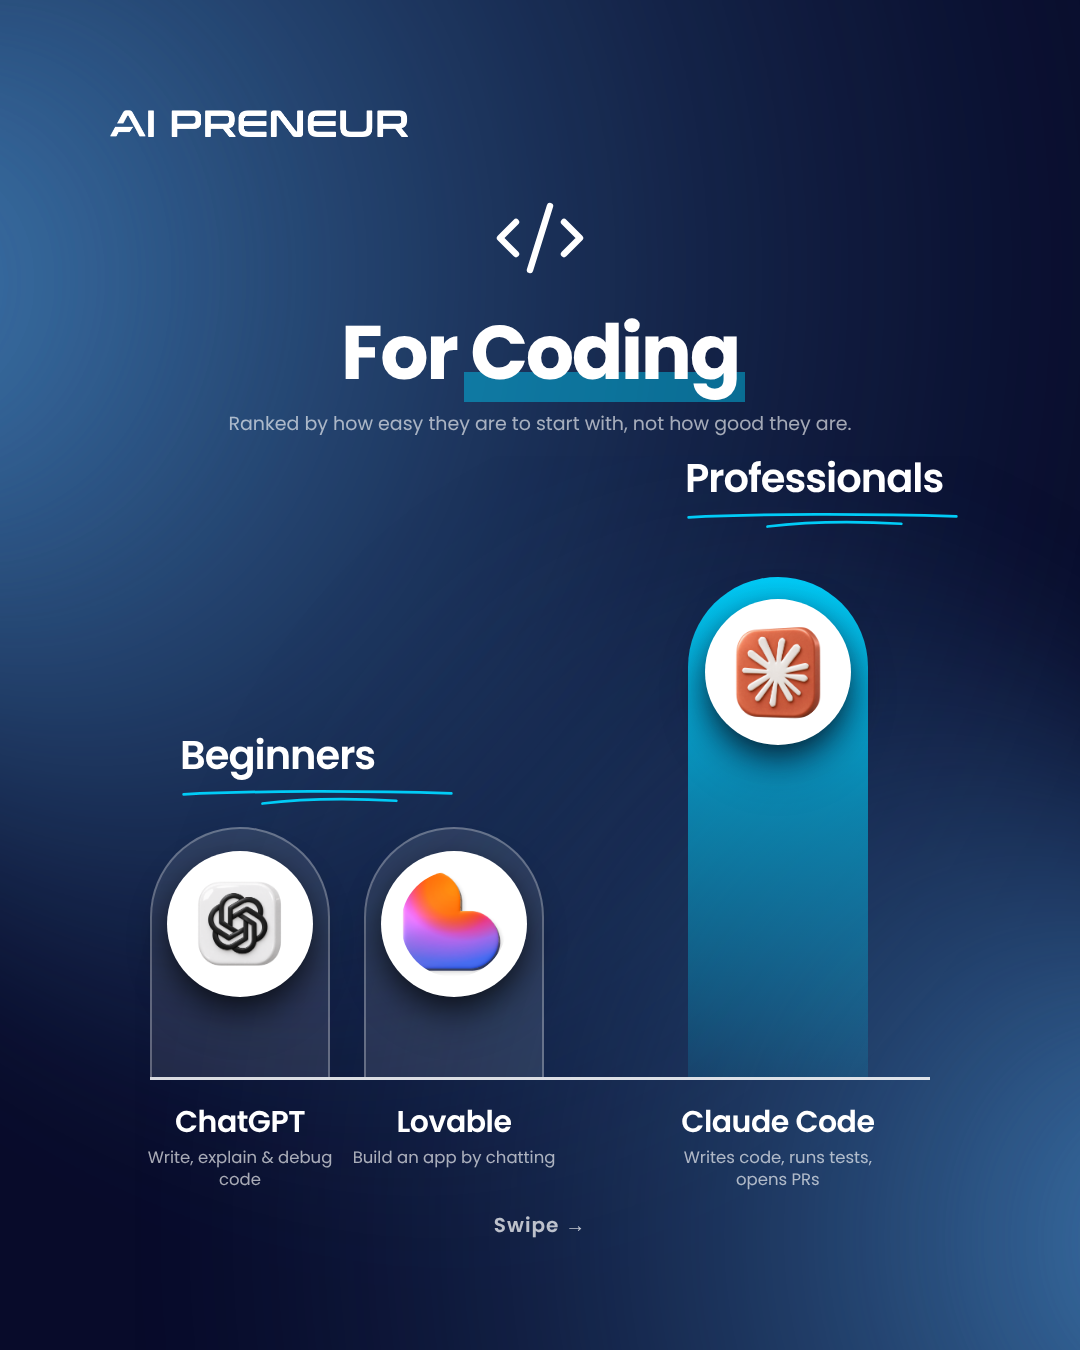 AI PRENEUR
For Coding
Ranked by how easy they are to start with, not how good they are.
Professionals
Beginners
ChatGPT
Write, explain & debug
code
Lovable
Build an app by chatting
Claude Code
Writes code, runs tests,
opens PRs
Swipe →